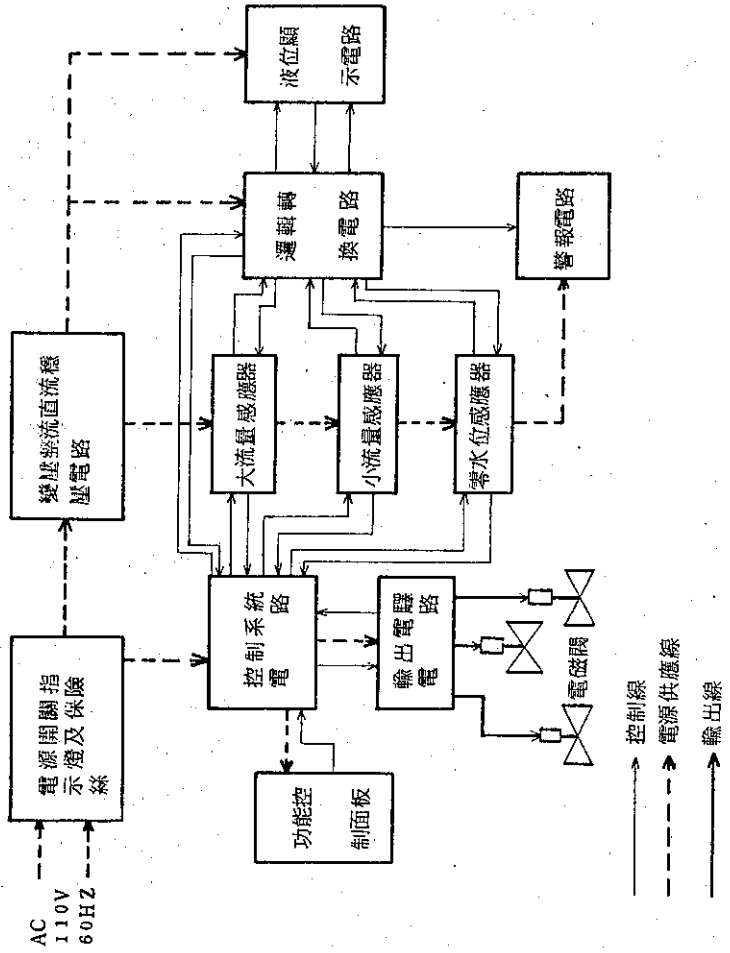 AC
110V
60HZ
電源開關指
示燈及保險
絲
變壓整流直流穩
壓電路
功能控
制面板
控制系統
電路
輸出電驛
電路
電磁閥
大流量感應器
小流量感應器
零水位感應器
邏輯轉
換電路
液位顯
示電路
警報電路
控制線
電源供應線
輸出線